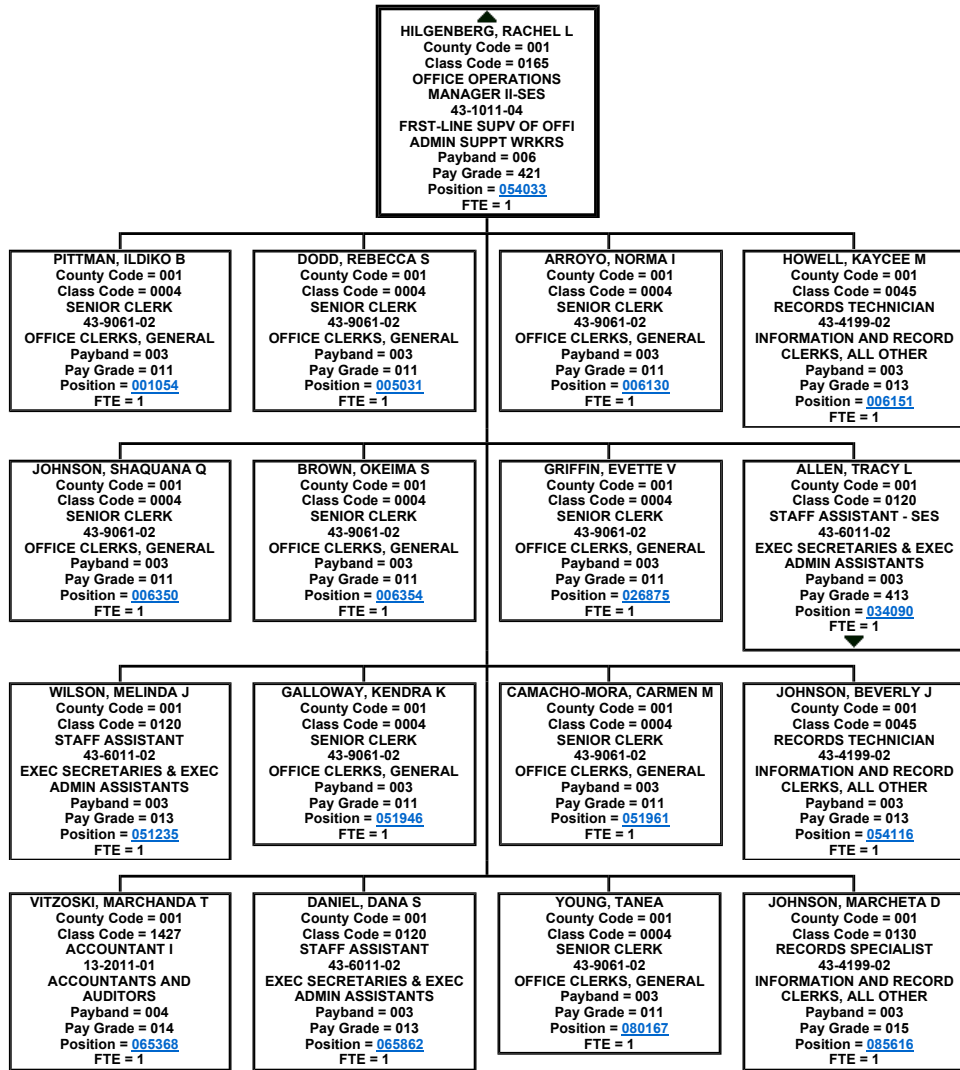 HILGENBERG, RACHEL L
County Code = 001
Class Code = 0165
OFFICE OPERATIONS
MANAGER II-SES
43-1011-04
FRST-LINE SUPV OF OFFI
ADMIN SUPPT WRKRS
Payband = 006
Pay Grade = 421
Position = 054033
FTE = 1
PITTMAN, ILDIKO B
County Code = 001
Class Code = 0004
SENIOR CLERK
43-9061-02
OFFICE CLERKS, GENERAL
Payband = 003
Pay Grade = 011
Position = 001054
FTE = 1
DODD, REBECCA S
County Code = 001
Class Code = 0004
SENIOR CLERK
43-9061-02
OFFICE CLERKS, GENERAL
Payband = 003
Pay Grade = 011
Position = 005031
FTE = 1
ARROYO, NORMA I
County Code = 001
Class Code = 0004
SENIOR CLERK
43-9061-02
OFFICE CLERKS, GENERAL
Payband = 003
Pay Grade = 011
Position = 006130
FTE = 1
HOWELL, KAYCEE M
County Code = 001
Class Code = 0045
RECORDS TECHNICIAN
43-4199-02
INFORMATION AND RECORD
CLERKS, ALL OTHER
Payband = 003
Pay Grade = 013
Position = 006151
FTE = 1
JOHNSON, SHAQUANA Q
County Code = 001
Class Code = 0004
SENIOR CLERK
43-9061-02
OFFICE CLERKS, GENERAL
Payband = 003
Pay Grade = 011
Position = 006350
FTE = 1
BROWN, OKEIMA S
County Code = 001
Class Code = 0004
SENIOR CLERK
43-9061-02
OFFICE CLERKS, GENERAL
Payband = 003
Pay Grade = 011
Position = 006354
FTE = 1
GRIFFIN, EVETTE V
County Code = 001
Class Code = 0004
SENIOR CLERK
43-9061-02
OFFICE CLERKS, GENERAL
Payband = 003
Pay Grade = 011
Position = 026875
FTE = 1
ALLEN, TRACY L
County Code = 001
Class Code = 0120
STAFF ASSISTANT - SES
43-6011-02
EXEC SECRETARIES & EXEC
ADMIN ASSISTANTS
Payband = 003
Pay Grade = 413
Position = 034090
FTE = 1
WILSON, MELINDA J
County Code = 001
Class Code = 0120
STAFF ASSISTANT
43-6011-02
EXEC SECRETARIES & EXEC
ADMIN ASSISTANTS
Payband = 003
Pay Grade = 013
Position = 051235
FTE = 1
GALLOWAY, KENDRA K
County Code = 001
Class Code = 0004
SENIOR CLERK
43-9061-02
OFFICE CLERKS, GENERAL
Payband = 003
Pay Grade = 011
Position = 051946
FTE = 1
CAMACHO-MORA, CARMEN M
County Code = 001
Class Code = 0004
SENIOR CLERK
43-9061-02
OFFICE CLERKS, GENERAL
Payband = 003
Pay Grade = 011
Position = 051961
FTE = 1
JOHNSON, BEVERLY J
County Code = 001
Class Code = 0045
RECORDS TECHNICIAN
43-4199-02
INFORMATION AND RECORD
CLERKS, ALL OTHER
Payband = 003
Pay Grade = 013
Position = 054116
FTE = 1
VITZOSKI, MARCHANDA T
County Code = 001
Class Code = 1427
ACCOUNTANT I
13-2011-01
ACCOUNTANTS AND
AUDITORS
Payband = 004
Pay Grade = 014
Position = 065368
FTE = 1
DANIEL, DANA S
County Code = 001
Class Code = 0120
STAFF ASSISTANT
43-6011-02
EXEC SECRETARIES & EXEC
ADMIN ASSISTANTS
Payband = 003
Pay Grade = 013
Position = 065862
FTE = 1
YOUNG, TANEA
County Code = 001
Class Code = 0004
SENIOR CLERK
43-9061-02
OFFICE CLERKS, GENERAL
Payband = 003
Pay Grade = 011
Position = 080167
FTE = 1
JOHNSON, MARCHETA D
County Code = 001
Class Code = 0130
RECORDS SPECIALIST
43-4199-02
INFORMATION AND RECORD
CLERKS, ALL OTHER
Payband = 003
Pay Grade = 015
Position = 085616
FTE = 1